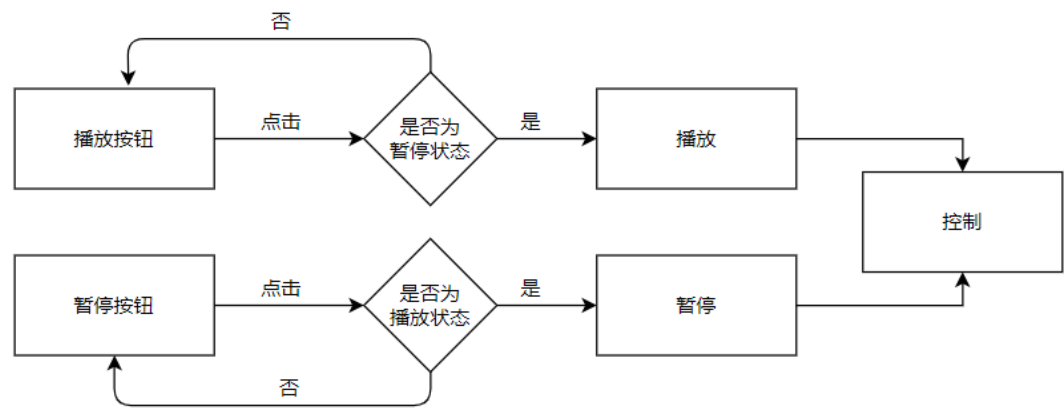 否
播放按钮
点击
是否为
暂停状态
是
播放
控制
暂停按钮
点击
是否为
播放状态
是
暂停
否